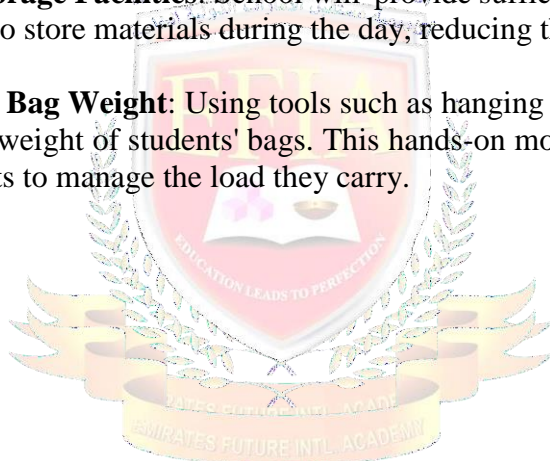 orage Facilities: School will provide suffic
o store materials during the day, reducing th
Bag Weight: Using tools such as hanging
weight of students' bags. This hands-on mo
ts to manage the load they carry.
EFIA
EDUCATION LEADS TO PERFECTION
EMIRATES FUTURE INTL. ACADEMY